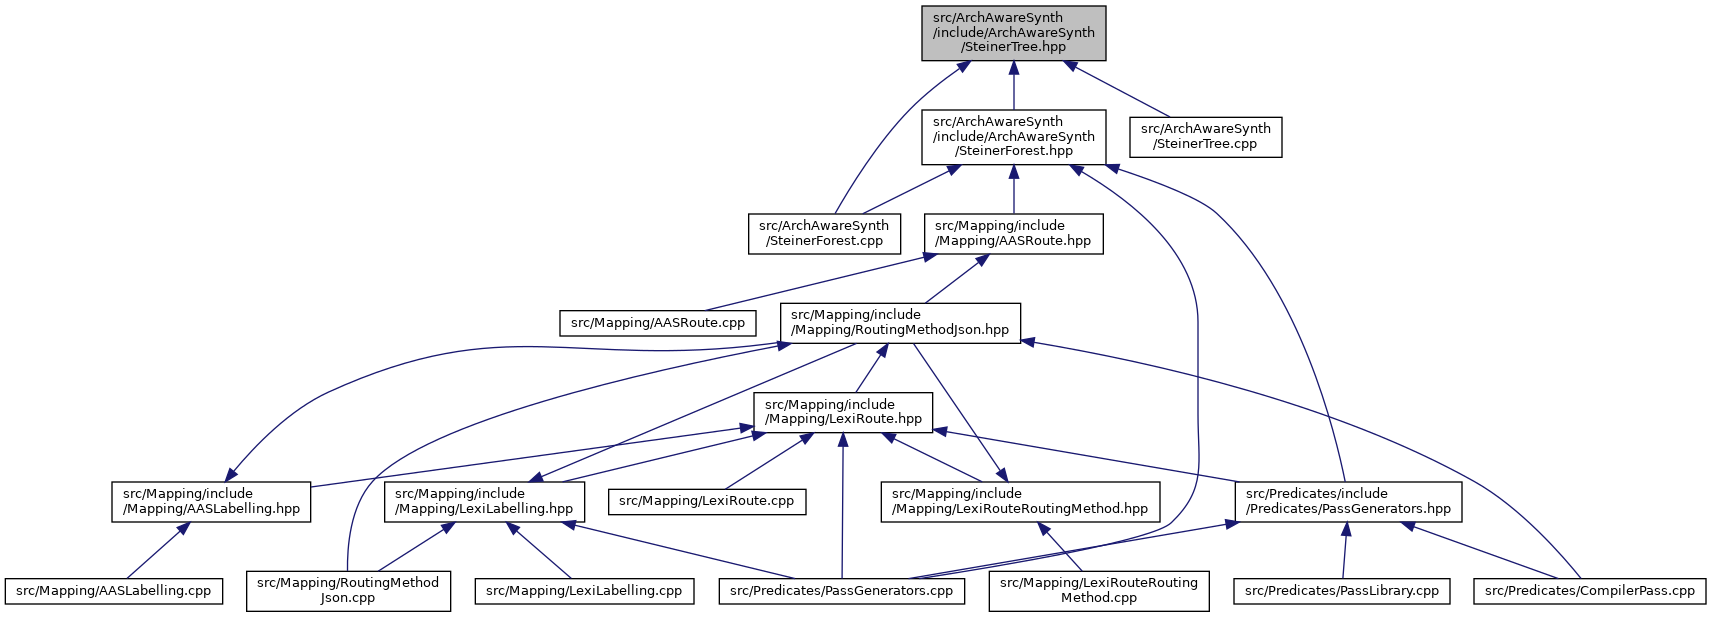 src/ArchAwareSynth
/include/ArchAwareSynth
/SteinerTree.hpp
src/ArchAwareSynth
/include/ArchAwareSynth
/SteinerForest.hpp
src/ArchAwareSynth
/SteinerTree.cpp
src/ArchAwareSynth
/SteinerForest.cpp
src/Mapping/include
/Mapping/AASRoute.hpp
src/Mapping/AASRoute.cpp
src/Mapping/include
/Mapping/RoutingMethodJson.hpp
src/Mapping/include
/Mapping/LexiRoute.hpp
src/Mapping/include
/Mapping/AASLabelling.hpp
src/Mapping/include
/Mapping/LexiLabelling.hpp
src/Mapping/LexiRoute.cpp
src/Mapping/include
/Mapping/LexiRouteRoutingMethod.hpp
src/Predicates/include
/Predicates/PassGenerators.hpp
src/Mapping/AASLabelling.cpp
src/Mapping/RoutingMethod
Json.cpp
src/Mapping/LexiLabelling.cpp
src/Predicates/PassGenerators.cpp
src/Mapping/LexiRouteRouting
Method.cpp
src/Predicates/PassLibrary.cpp
src/Predicates/CompilerPass.cpp